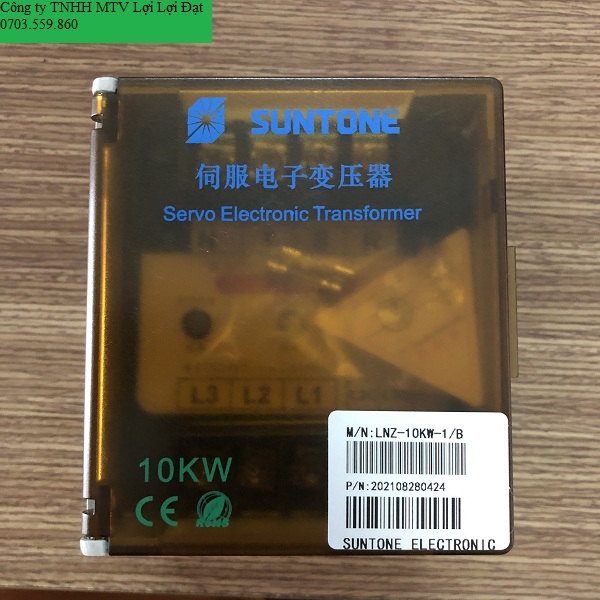 Công ty TNHH MTV Lợi Lợi Đạt
0703.559.860
SUNTONE
伺服电子变压器
Servo Electronic Transformer
L3 L2 L1
M/N:LNZ-10KW-1/B
P/N:202108280424
SUNTONE ELECTRONIC
10KW
CE RoHS